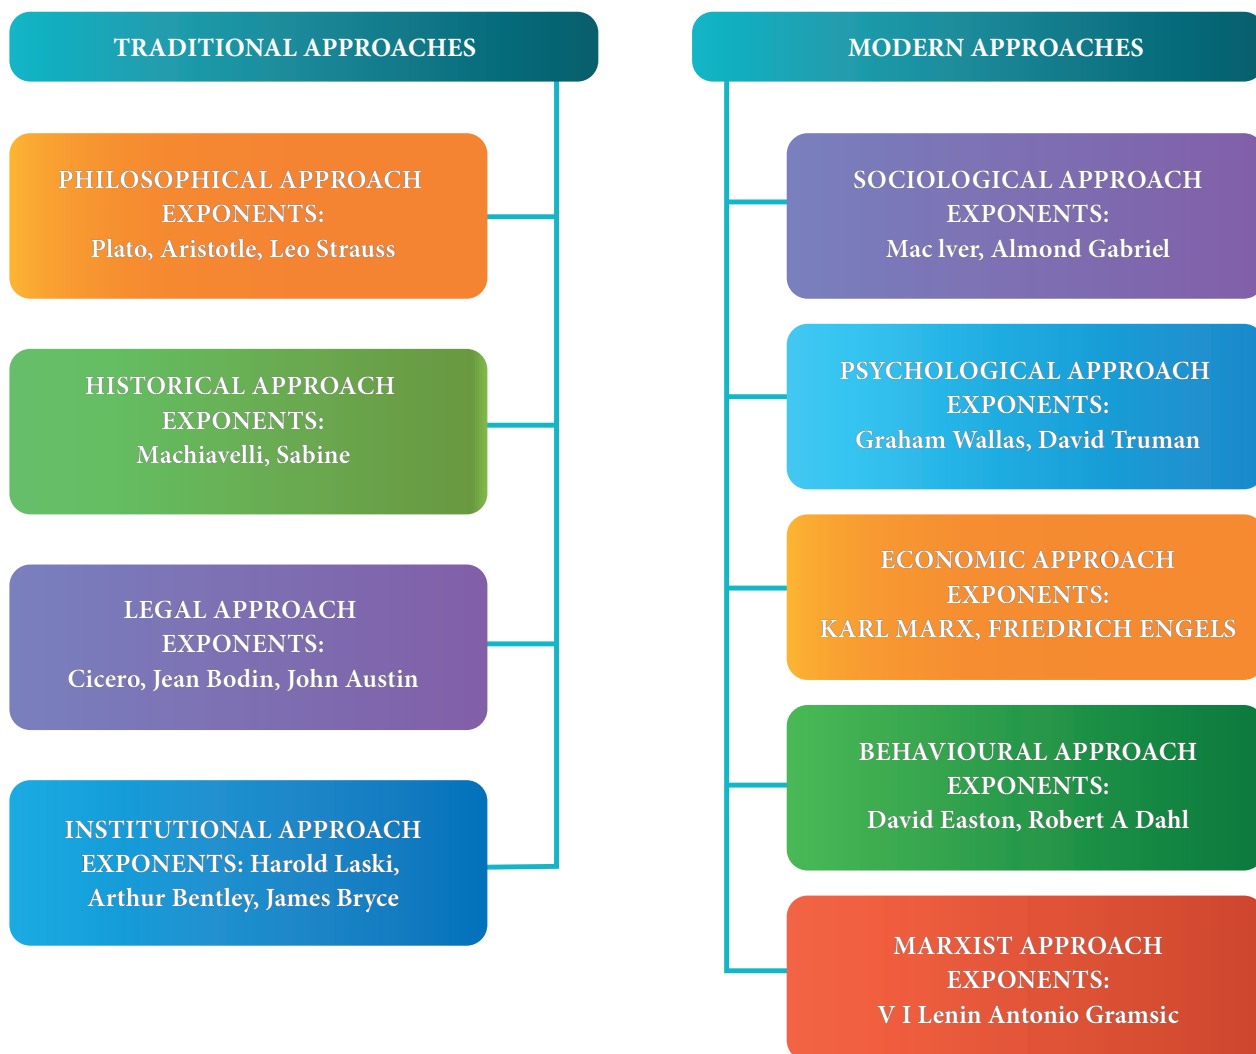 TRADITIONAL APPROACHES
PHILOSOPHICAL APPROACH
EXPONENTS:
Plato, Aristotle, Leo Strauss
HISTORICAL APPROACH
EXPONENTS:
Machiavelli, Sabine
LEGAL APPROACH
EXPONENTS:
Cicero, Jean Bodin, John Austin
INSTITUTIONAL APPROACH
EXPONENTS: Harold Laski,
Arthur Bentley, James Bryce
MODERN APPROACHES
SOCIOLOGICAL APPROACH
EXPONENTS:
Mac lver, Almond Gabriel
PSYCHOLOGICAL APPROACH
EXPONENTS:
Graham Wallas, David Truman
ECONOMIC APPROACH
EXPONENTS:
KARL MARX, FRIEDRICH ENGELS
BEHAVIOURAL APPROACH
EXPONENTS:
David Easton, Robert A Dahl
MARXIST APPROACH
EXPONENTS:
V I Lenin Antonio Gramsic